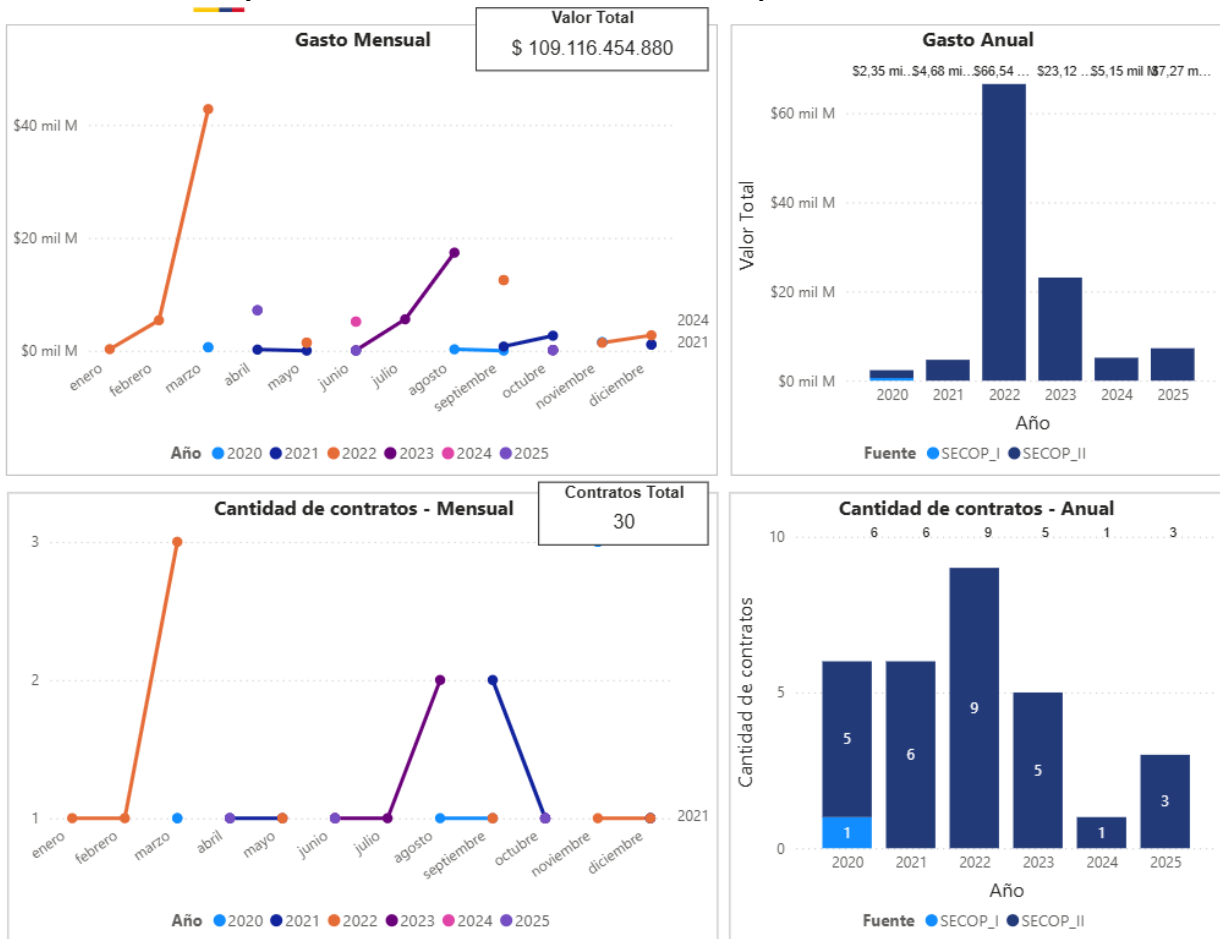 Valor Total
$ 109.116.454.880
Gasto Mensual
$40 mil M
$20 mil M
$0 mil M
2024
2021
enero
febrero
marzo
abril
mayo
junio
julio
agosto
septiembre
octubre
noviembre
diciembre
Año 2020 2021 2022 2023 2024 2025
Gasto Anual
$2,35 mi... $4,68 mi... $66,54 ... $23,12 ... $5,15 mil M $7,27 m...
Valor Total
$60 mil M
$40 mil M
$20 mil M
$0 mil M
2020 2021 2022 2023 2024 2025
Año
Fuente SECOP_I SECOP_II
Contratos Total
30
Cantidad de contratos - Mensual
3
2
1
2021
enero
febrero
marzo
abril
mayo
junio
julio
agosto
septiembre
octubre
noviembre
diciembre
Año 2020 2021 2022 2023 2024 2025
Cantidad de contratos - Anual
6 6 9 5 1 3
Cantidad de contratos
10
5
0
5
1
6
9
5
1
3
2020 2021 2022 2023 2024 2025
Año
Fuente SECOP_I SECOP_II